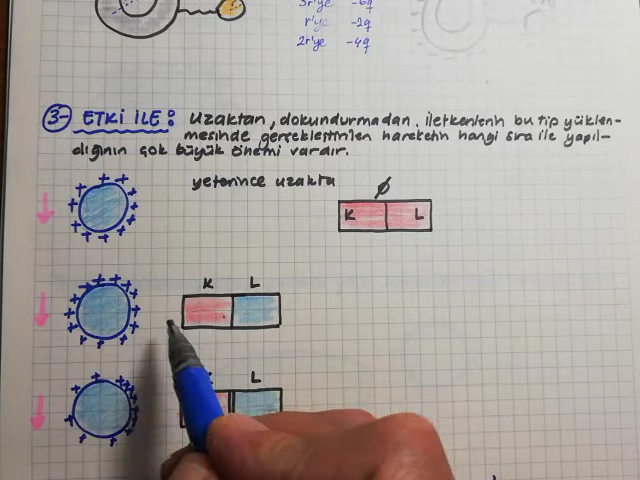 3r'ye -6q
r'ye -2q
2r'ye -4q
3- ETKİ İLE: Uzaktan, dokundurmadan, iletkenlerin bu tip yüklen-
mesinde gerçekleştirilen hareketin hangi sıra ile yapıl-
dığının çok büyük önemi vardır.
yeterince uzakta
Ø
K L
K L
L